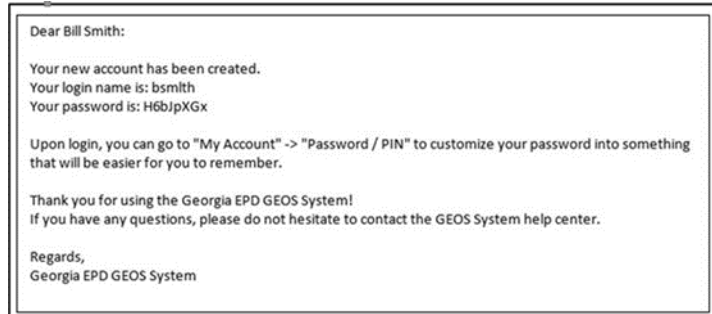 Dear Bill Smith:
Your new account has been created.
Your login name is: bsmlth
Your password is: H6bJpXGx
Upon login, you can go to "My Account" -> "Password / PIN" to customize your password into something
that will be easier for you to remember.
Thank you for using the Georgia EPD GEOS System!
If you have any questions, please do not hesitate to contact the GEOS System help center.
Regards,
Georgia EPD GEOS System